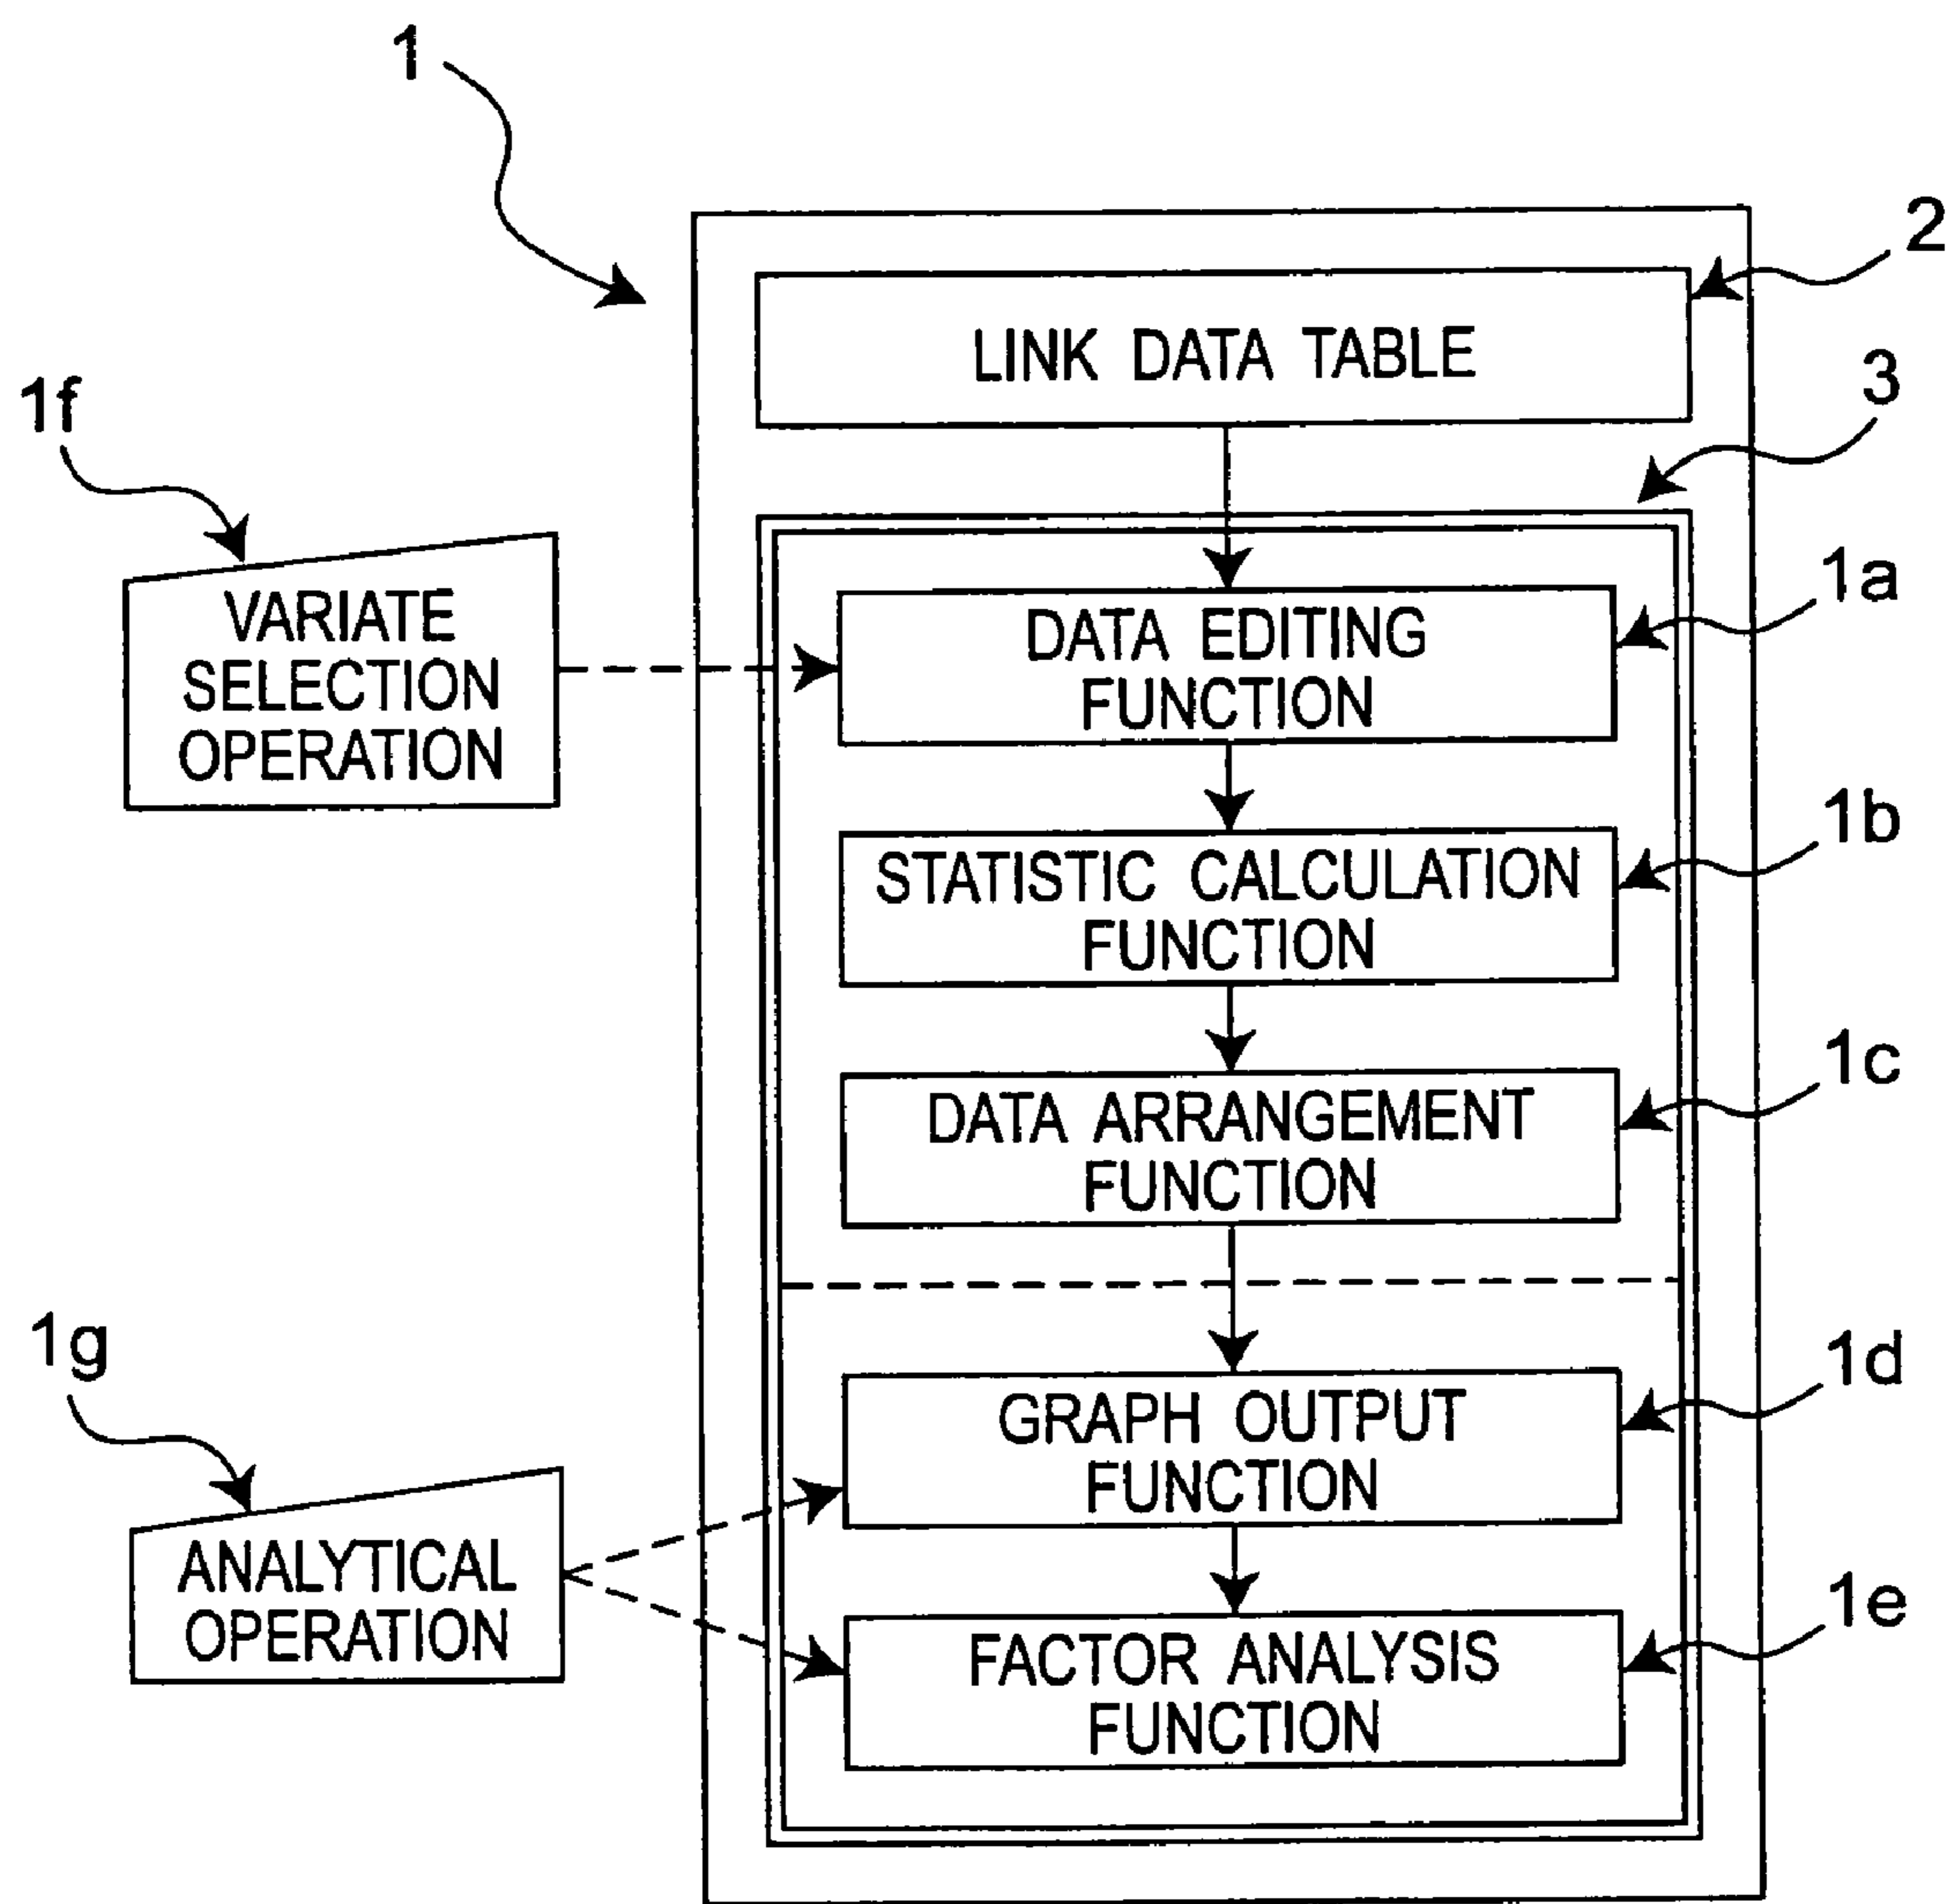 1
2
LINK DATA TABLE
3
1f
VARIATE
SELECTION
OPERATION
1a
DATA EDITING
FUNCTION
1b
STATISTIC CALCULATION
FUNCTION
1c
DATA ARRANGEMENT
FUNCTION
1g
ANALYTICAL
OPERATION
1d
GRAPH OUTPUT
FUNCTION
1e
FACTOR ANALYSIS
FUNCTION